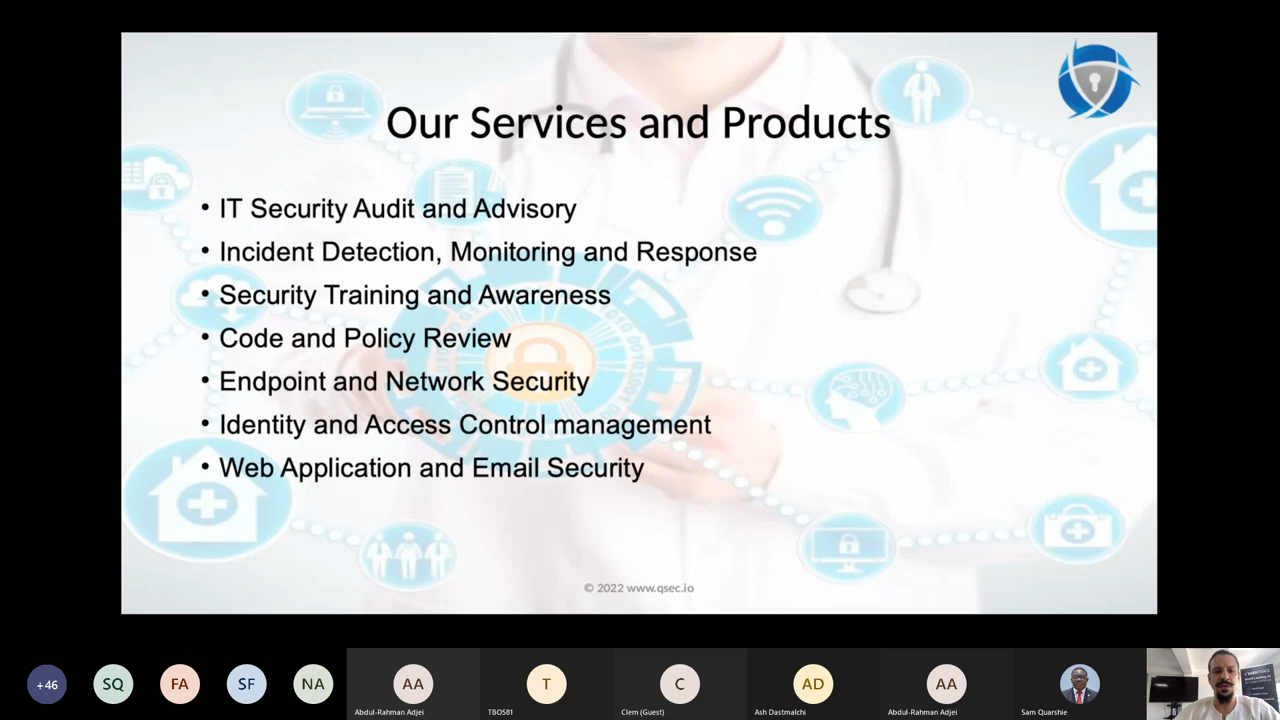 Our Services and Products
• IT Security Audit and Advisory
• Incident Detection, Monitoring and Response
• Security Training and Awareness
• Code and Policy Review
• Endpoint and Network Security
• Identity and Access Control management
• Web Application and Email Security
© 2022 www.qsec.io
+46
SQ
FA
SF
NA
AA
T
C
AD
AA
Abdul-Rahman Adjei
TBOS81
Clem (Guest)
Ash Dastmalchi
Abdul-Rahman Adjei
Sam Quarshie